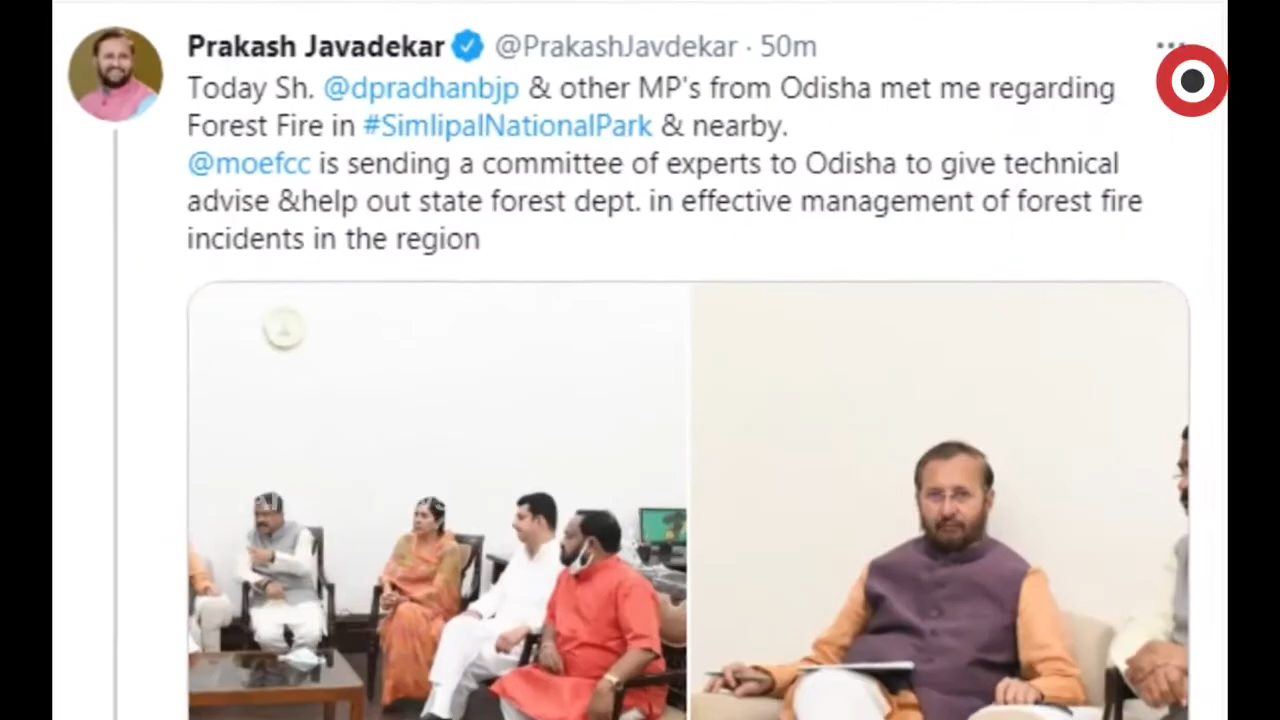 Prakash Javadekar @PrakashJavdekar · 50m
Today Sh. @dpradhanbjp & other MP's from Odisha met me regarding
Forest Fire in #SimlipalNationalPark & nearby.
@moefcc is sending a committee of experts to Odisha to give technical
advise &help out state forest dept. in effective management of forest fire
incidents in the region